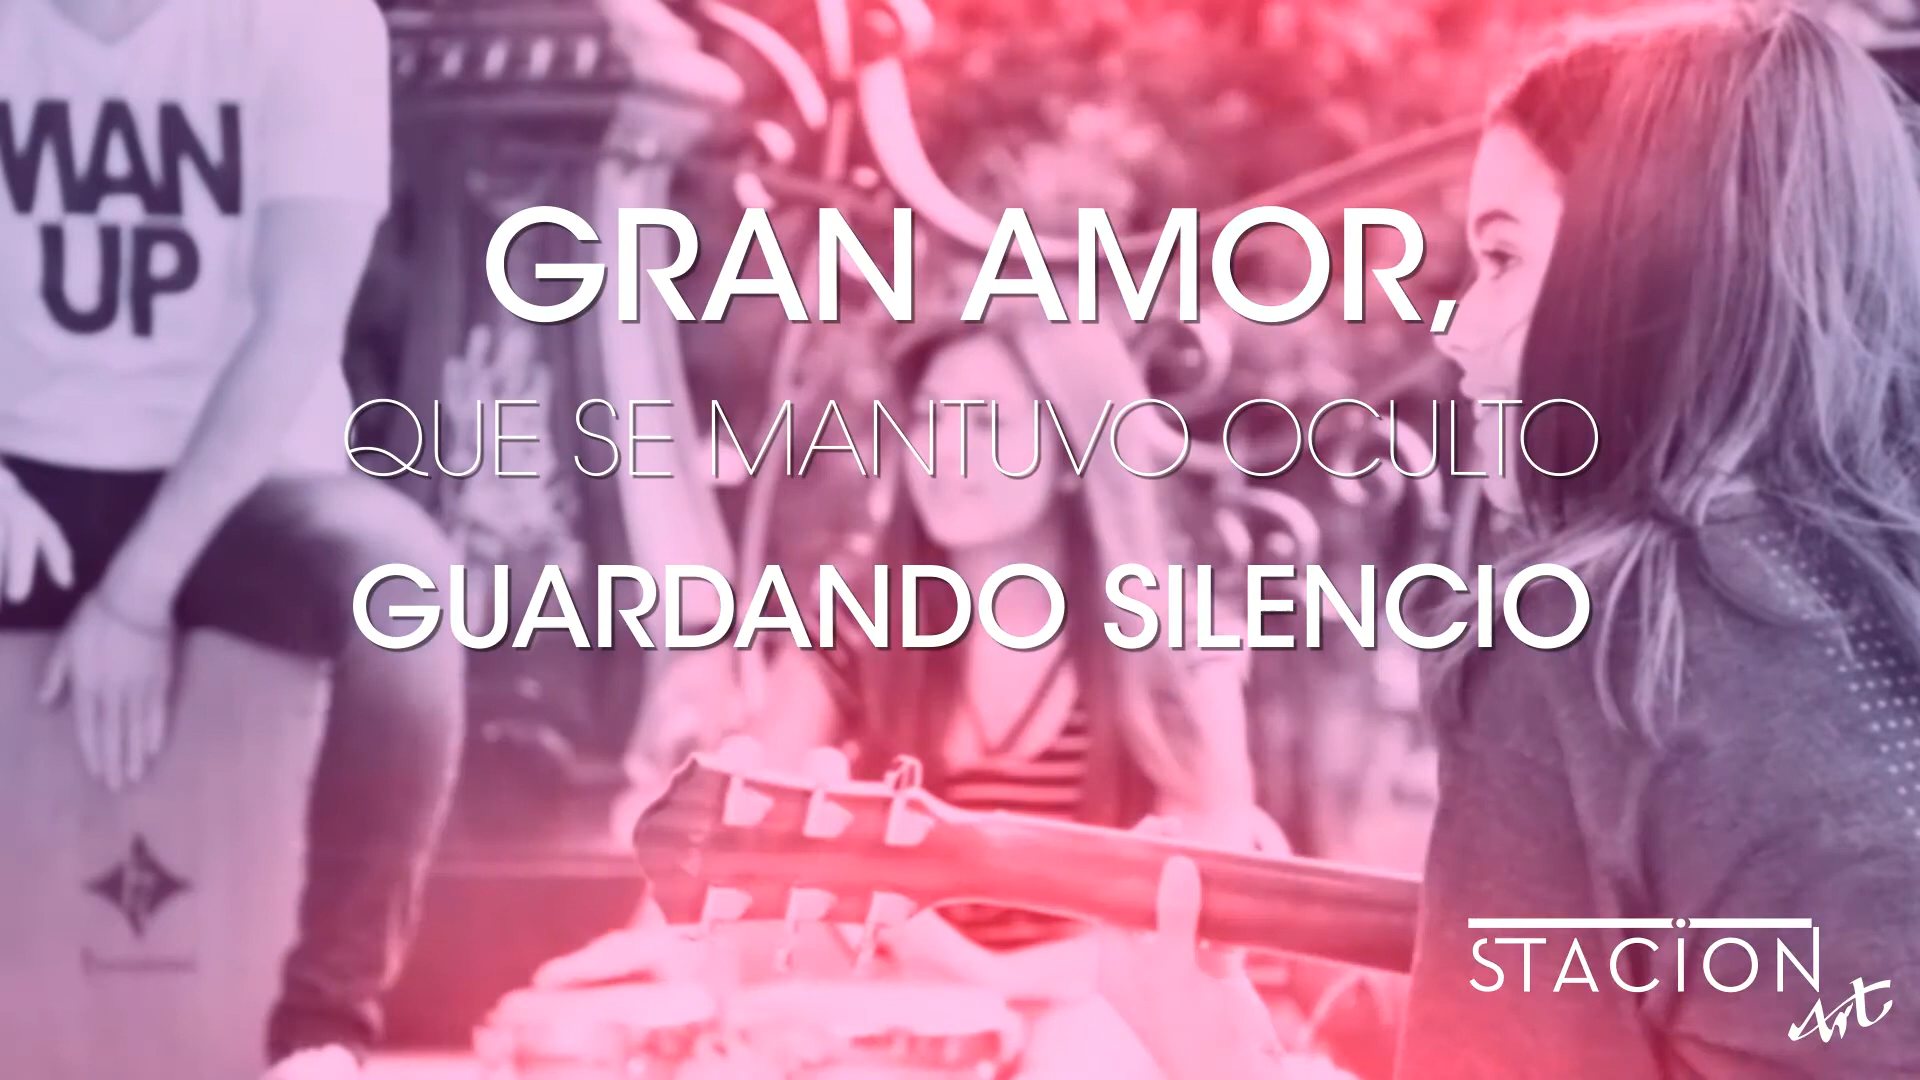 MAN
UP
GRAN AMOR,
QUE SE MANTUVO OCULTO
GUARDANDO SILENCIO
STACION
Art